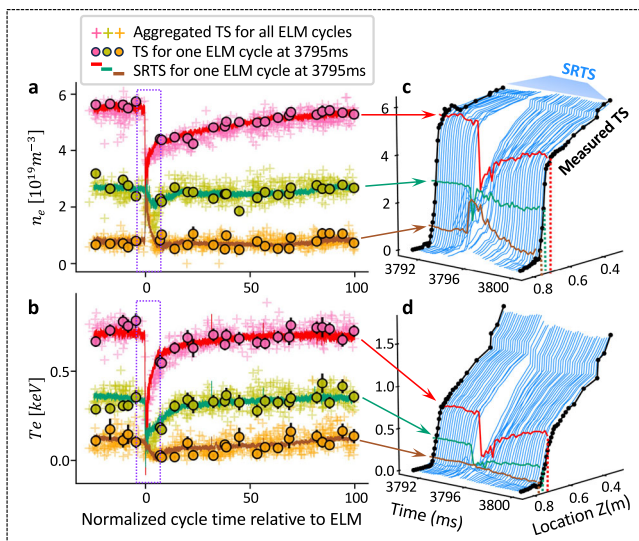 Aggregated TS for all ELM cycles
TS for one ELM cycle at 3795ms
SRTS for one ELM cycle at 3795ms
a
6
4
2
0
nₑ [10¹⁹m⁻³]
0
50
100
c
SRTS
Measured TS
6
4
2
0
3792
3796
3800
0.8
0.6
0.4
b
0.5
0.0
Te [keV]
0
50
100
Normalized cycle time relative to ELM
d
1.5
1.0
0.5
0.0
3792
3796
3800
0.8
0.6
0.4
Time (ms)
Location Z(m)